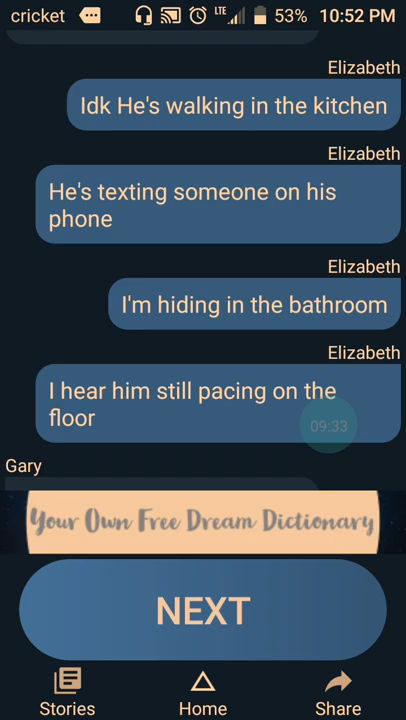 cricket LTE 53% 10:52 PM
Elizabeth
Idk He's walking in the kitchen
Elizabeth
He's texting someone on his
phone
Elizabeth
I'm hiding in the bathroom
Elizabeth
I hear him still pacing on the
floor
09:33
Gary
Your Own Free Dream Dictionary
NEXT
Stories Home Share